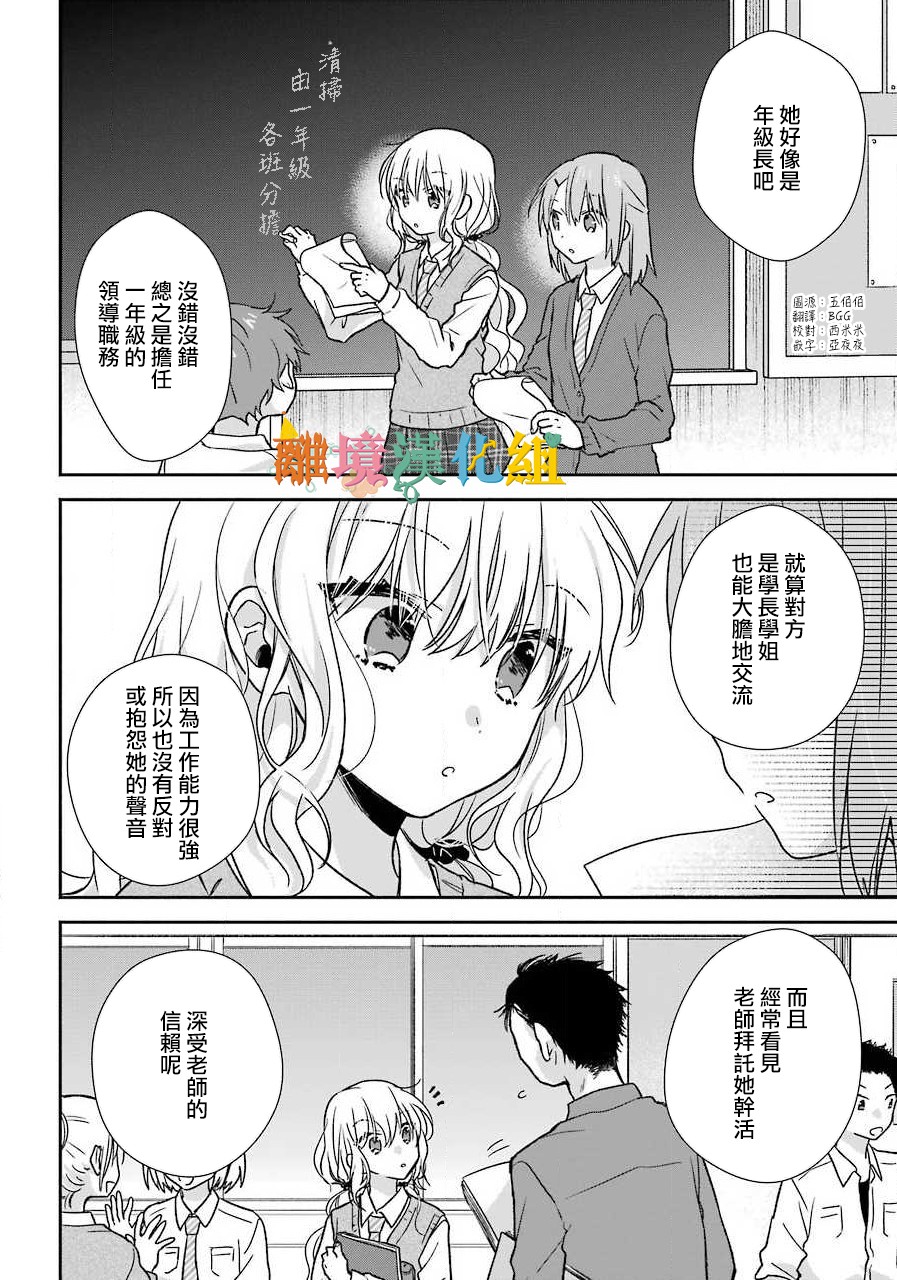 她好像是
年級長吧
清掃
由一年級
各班分擔
圖源：五佰佰
翻譯：BGG
校對：西米米
嵌字：亞夜夜
沒錯沒錯
總之是擔任
一年級的
領導職務
離境漢化組
就算對方
是學長學姐
也能大膽地交流
因為工作能力很強
所以也沒有反對
或抱怨她的聲音
而且
經常看見
老師拜託她幹活
深受老師的
信賴呢